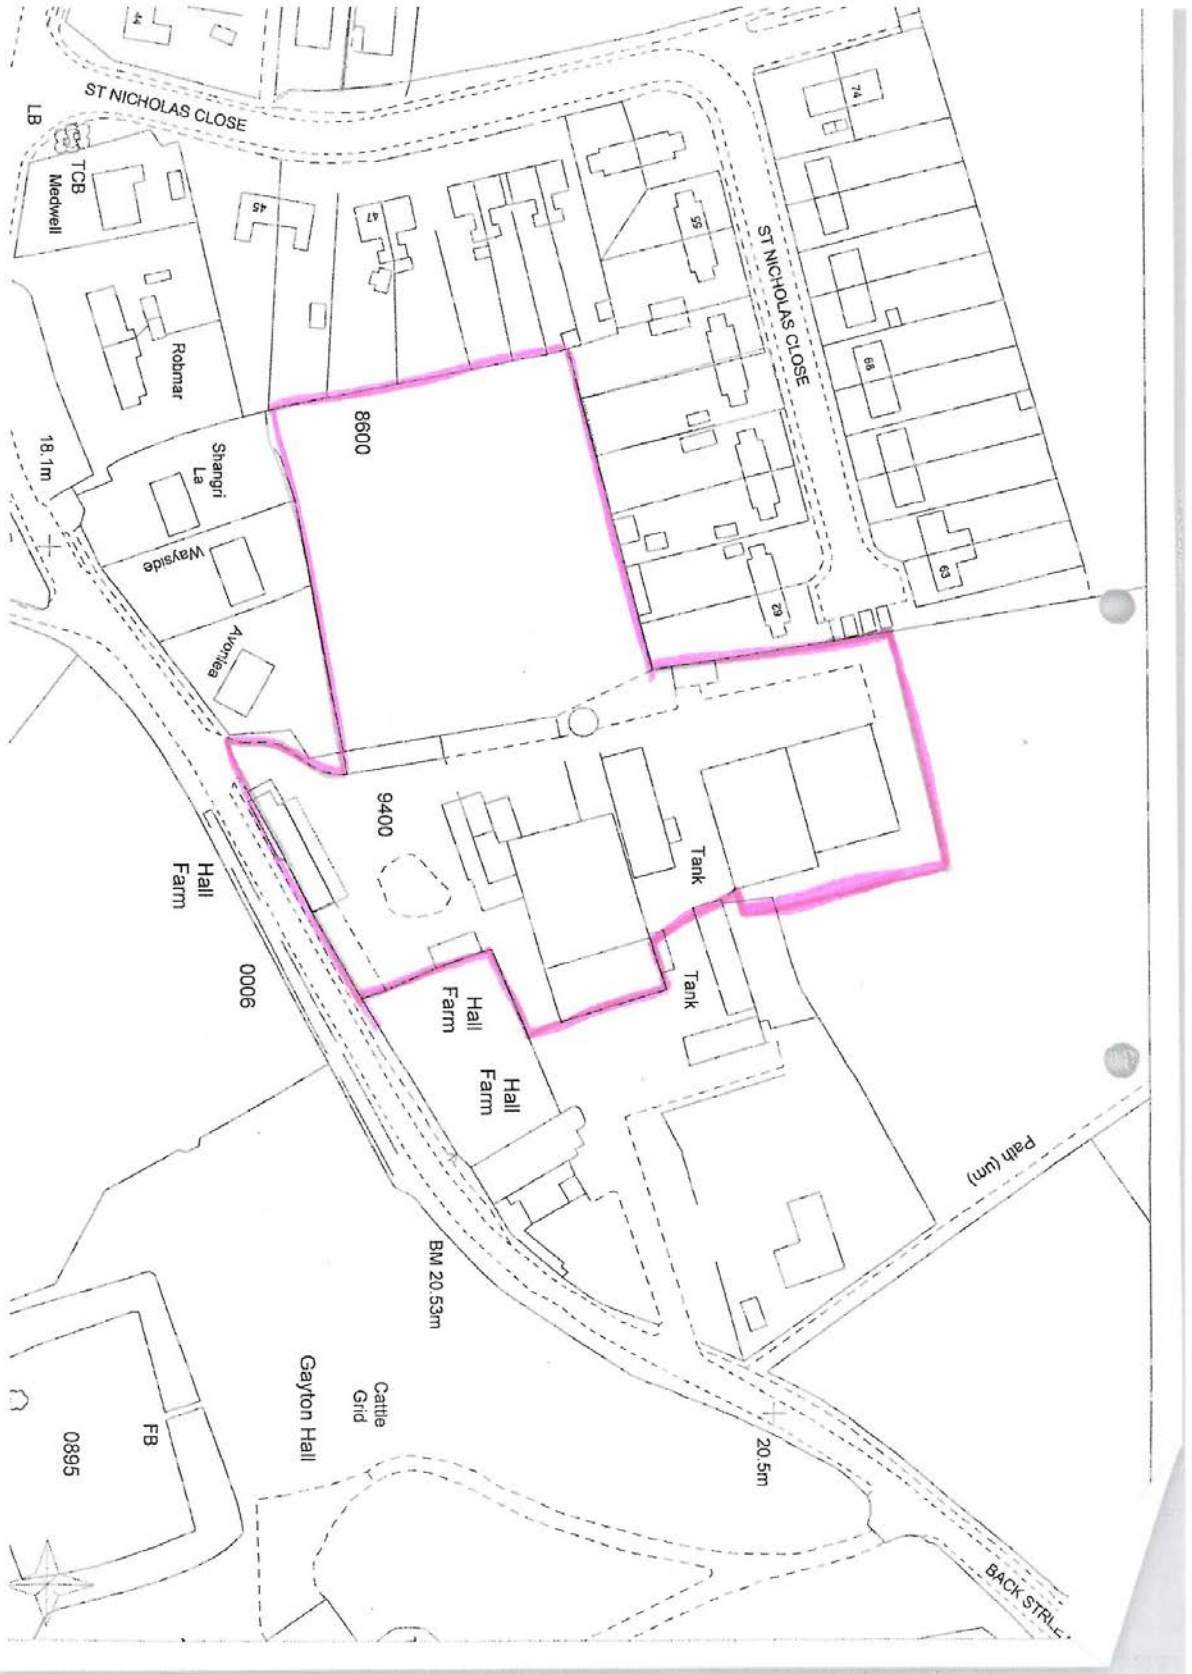 44
ST NICHOLAS CLOSE
LB
TCB
Medwell
45
47
55
74
ST NICHOLAS CLOSE
68
63
62
Robmar
8600
18.1m
Shangri
La
Wayside
Avonlea
9400
Tank
Hall
Farm
0006
Tank
Hall
Farm
Hall
Farm
Path (um)
BM 20.53m
Cattle
Grid
Gayton Hall
20.5m
FB
0895
BACK STRE